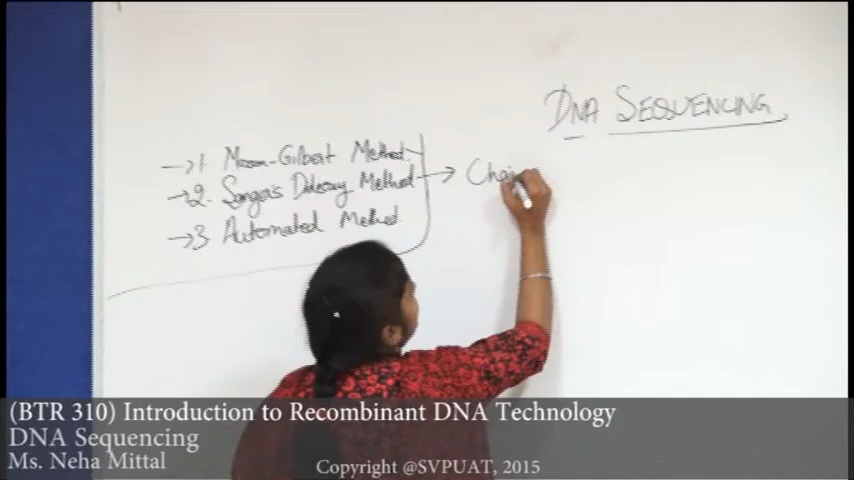 DNA SEQUENCING
→ 1 Maxam-Gilbert Method
→ 2. Sanger's Dideoxy Method → Chain
→ 3 Automated Method
(BTR 310) Introduction to Recombinant DNA Technology
DNA Sequencing
Ms. Neha Mittal
Copyright @SVPUAT, 2015